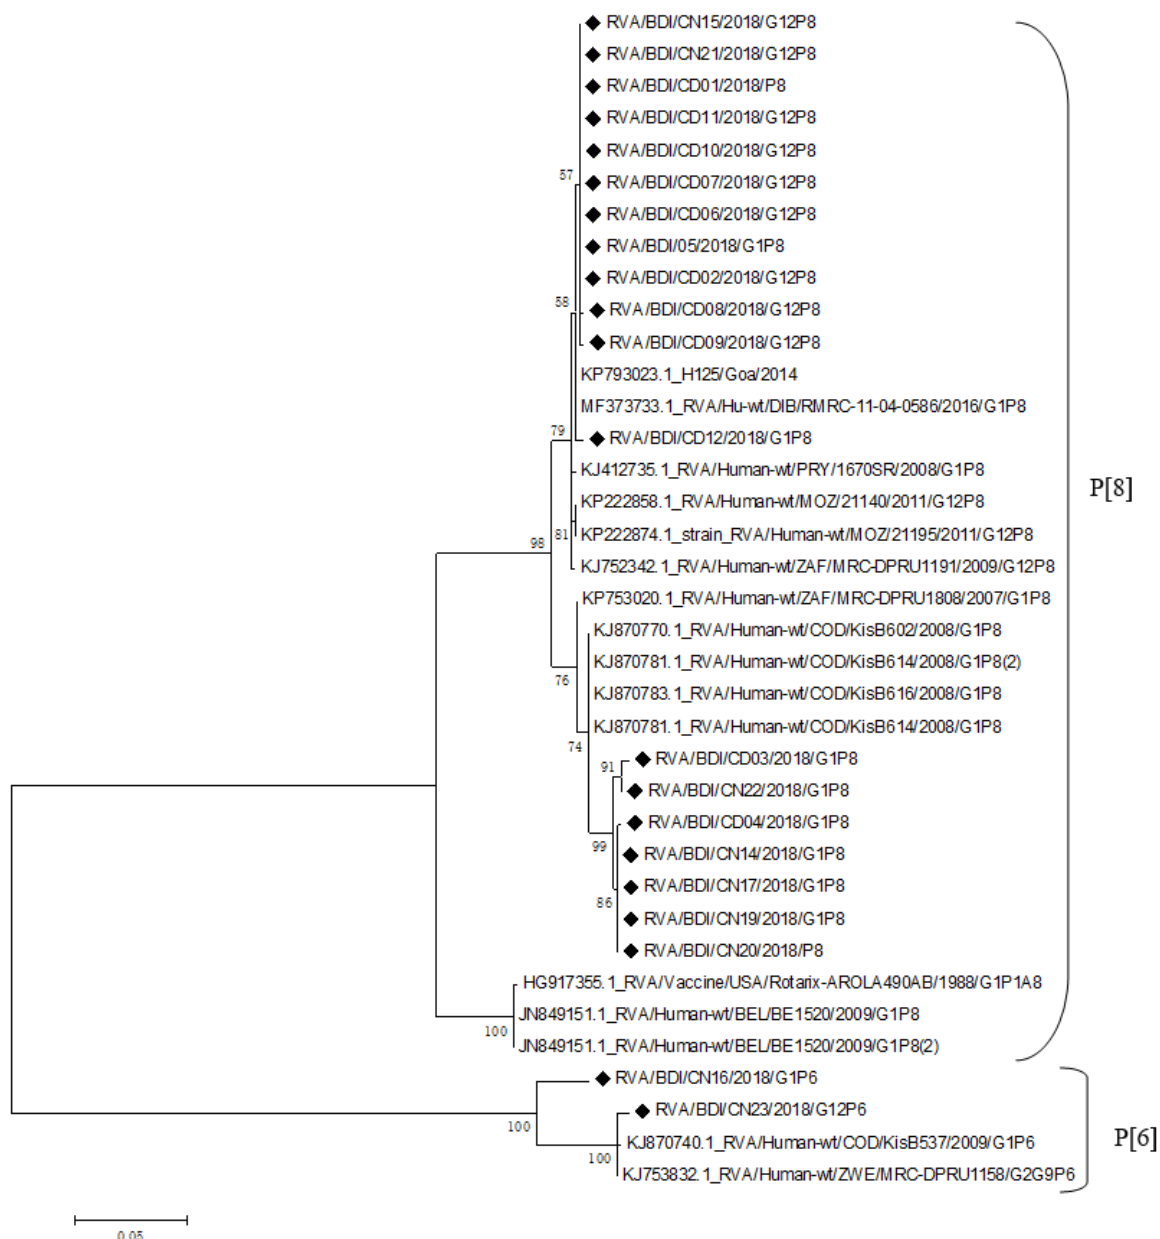 RVA/BDI/CN15/2018/G12P8
RVA/BDI/CN21/2018/G12P8
RVA/BDI/CD01/2018/P8
RVA/BDI/CD11/2018/G12P8
RVA/BDI/CD10/2018/G12P8
57
RVA/BDI/CD07/2018/G12P8
RVA/BDI/CD06/2018/G12P8
RVA/BDI/05/2018/G1P8
RVA/BDI/CD02/2018/G12P8
58
RVA/BDI/CD08/2018/G12P8
RVA/BDI/CD09/2018/G12P8
KP793023.1_H125/Goa/2014
MF373733.1_RVA/Hu-wt/DIB/RMRC-11-04-0586/2016/G1P8
79
RVA/BDI/CD12/2018/G1P8
KJ412735.1_RVA/Human-wt/PRY/1670SR/2008/G1P8
P[8]
KP222858.1_RVA/Human-wt/MOZ/21140/2011/G12P8
81
KP222874.1_strain_RVA/Human-wt/MOZ/21195/2011/G12P8
98
KJ752342.1_RVA/Human-wt/ZAF/MRC-DPRU1191/2009/G12P8
KP753020.1_RVA/Human-wt/ZAF/MRC-DPRU1808/2007/G1P8
KJ870770.1_RVA/Human-wt/COD/KisB602/2008/G1P8
KJ870781.1_RVA/Human-wt/COD/KisB614/2008/G1P8(2)
76
KJ870783.1_RVA/Human-wt/COD/KisB616/2008/G1P8
KJ870781.1_RVA/Human-wt/COD/KisB614/2008/G1P8
74
RVA/BDI/CD03/2018/G1P8
91
RVA/BDI/CN22/2018/G1P8
RVA/BDI/CD04/2018/G1P8
99
RVA/BDI/CN14/2018/G1P8
RVA/BDI/CN17/2018/G1P8
86
RVA/BDI/CN19/2018/G1P8
RVA/BDI/CN20/2018/P8
HG917355.1_RVA/Vaccine/USA/Rotarix-AROLA490AB/1988/G1P1A8
JN849151.1_RVA/Human-wt/BEL/BE1520/2009/G1P8
100
JN849151.1_RVA/Human-wt/BEL/BE1520/2009/G1P8(2)
RVA/BDI/CN16/2018/G1P6
RVA/BDI/CN23/2018/G12P6
100
P[6]
KJ870740.1_RVA/Human-wt/COD/KisB537/2009/G1P6
100
KJ753832.1_RVA/Human-wt/ZWE/MRC-DPRU1158/G2G9P6
0.05